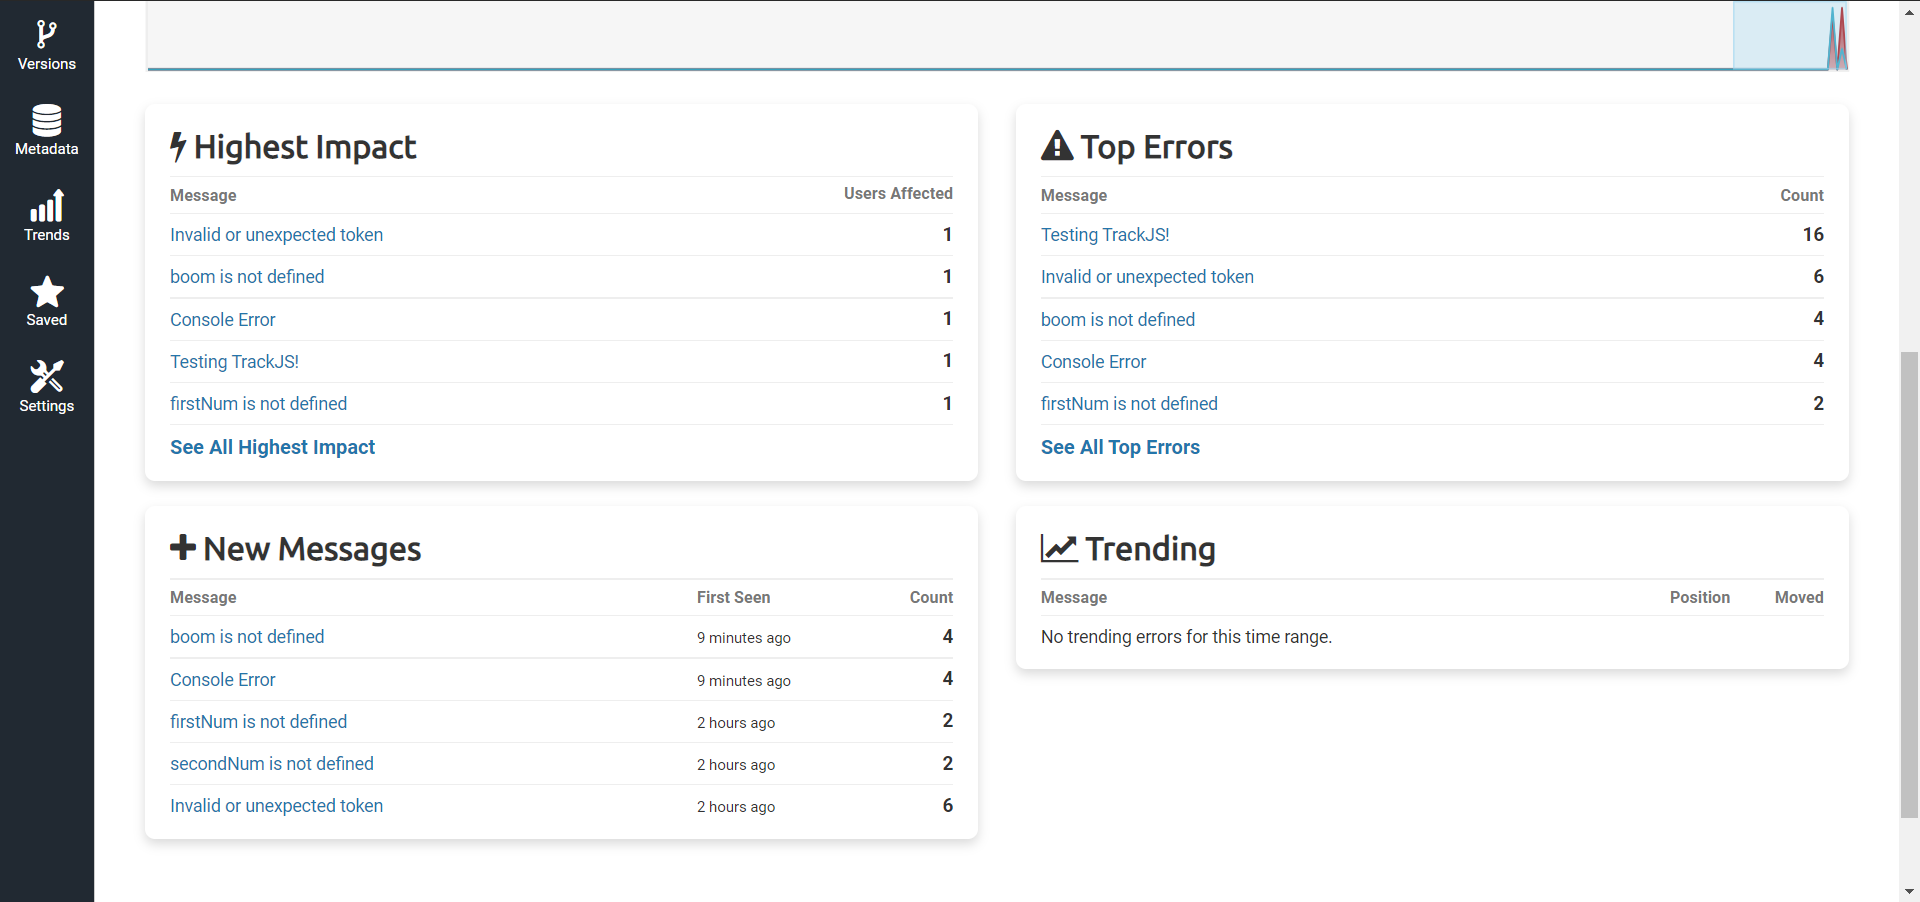 Versions
Metadata
Trends
Saved
Settings
Highest Impact
Message Users Affected
Invalid or unexpected token 1
boom is not defined 1
Console Error 1
Testing TrackJS! 1
firstNum is not defined 1
See All Highest Impact
Top Errors
Message Count
Testing TrackJS! 16
Invalid or unexpected token 6
boom is not defined 4
Console Error 4
firstNum is not defined 2
See All Top Errors
New Messages
Message First Seen Count
boom is not defined 9 minutes ago 4
Console Error 9 minutes ago 4
firstNum is not defined 2 hours ago 2
secondNum is not defined 2 hours ago 2
Invalid or unexpected token 2 hours ago 6
Trending
Message Position Moved
No trending errors for this time range.